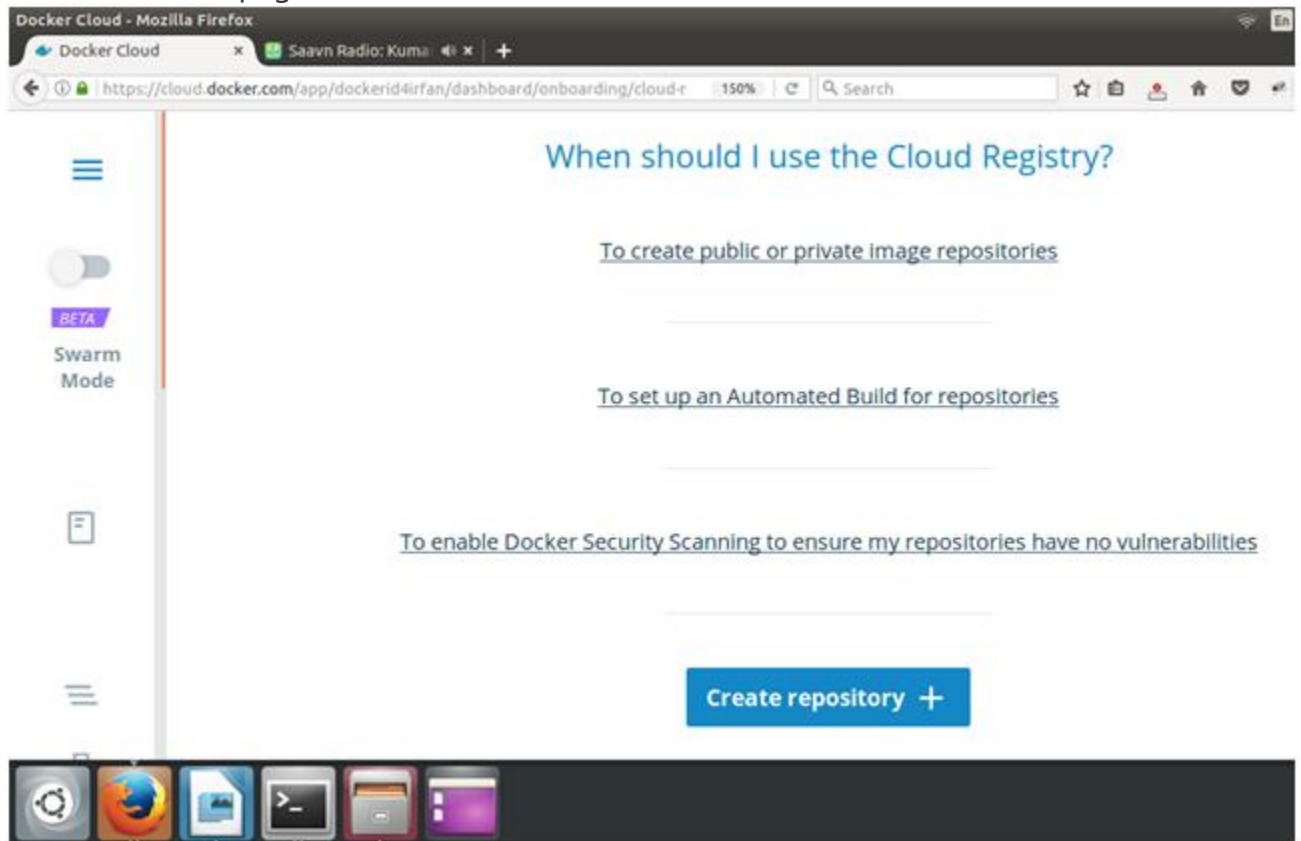 Docker Cloud - Mozilla Firefox
En
Docker Cloud
Saavn Radio: Kuma
https://cloud.docker.com/app/dockerid4irfan/dashboard/onboarding/cloud-r
150%
Search
When should I use the Cloud Registry?
To create public or private image repositories
BETA
Swarm
Mode
To set up an Automated Build for repositories
To enable Docker Security Scanning to ensure my repositories have no vulnerabilities
Create repository +